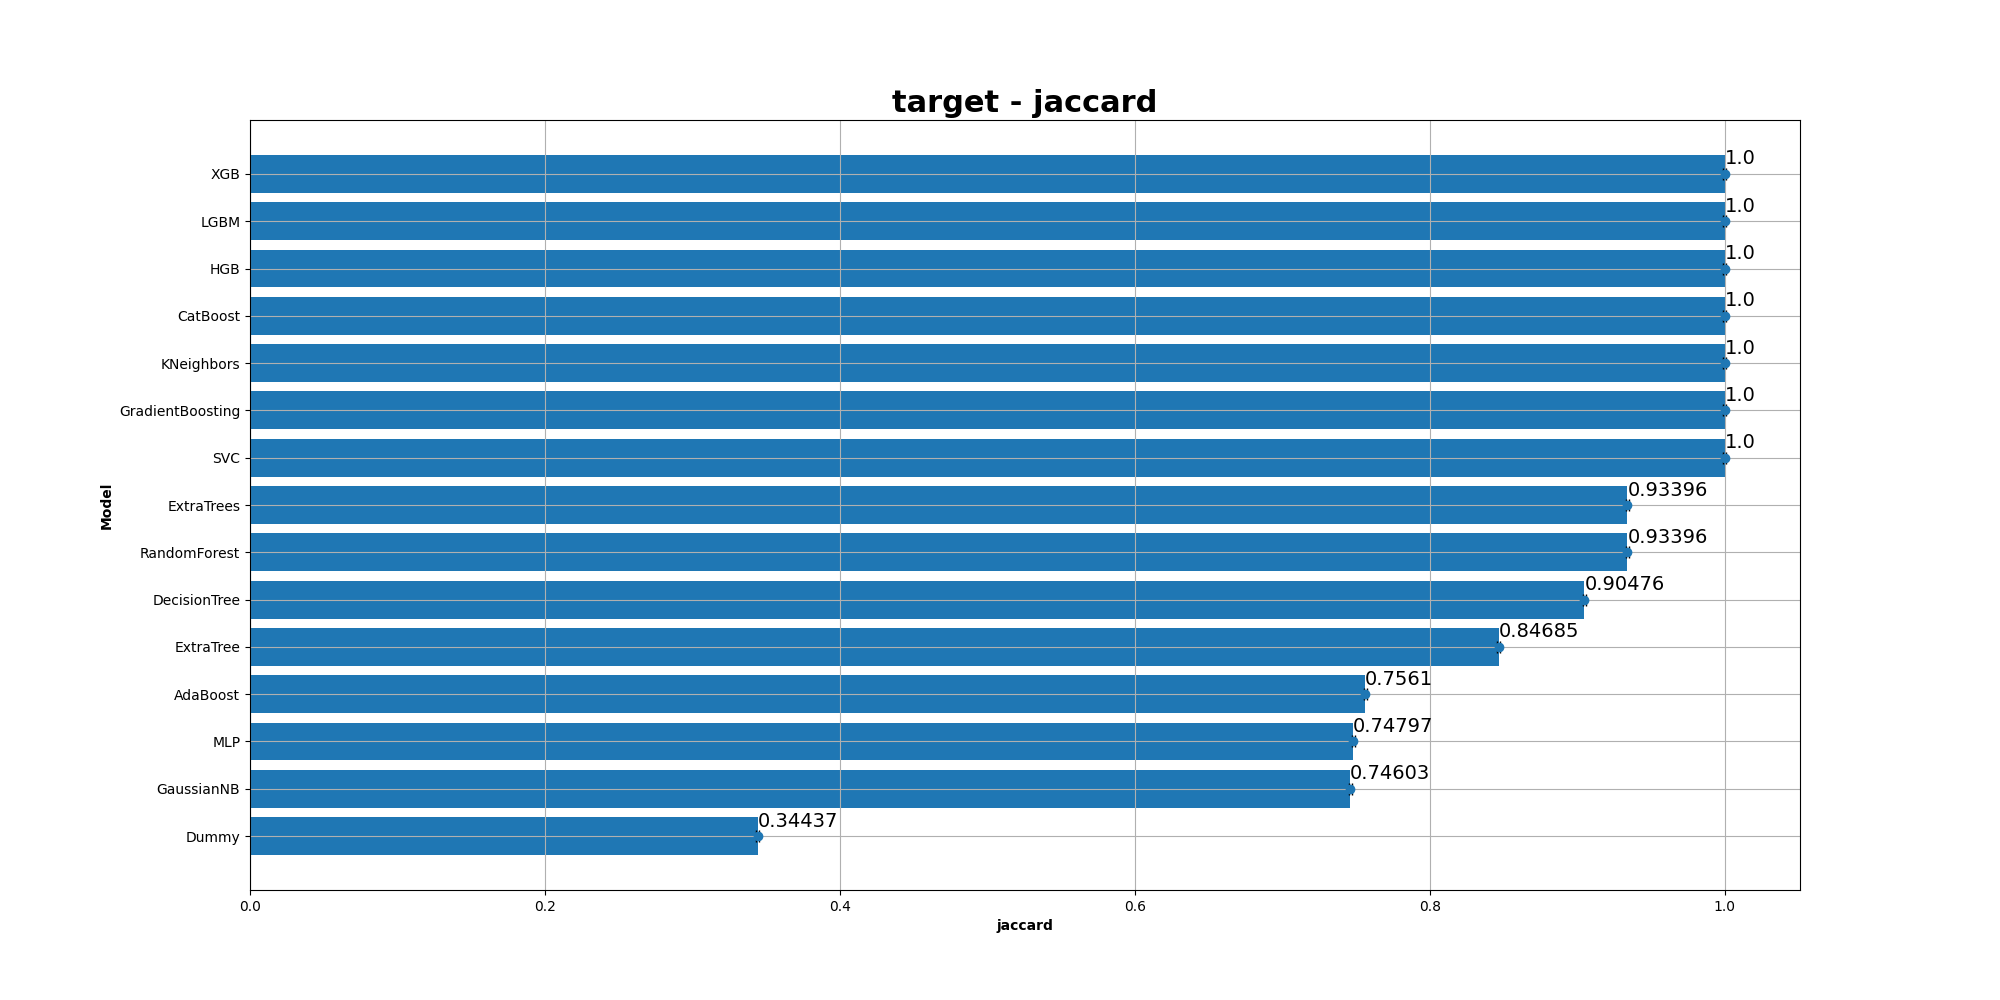 target - jaccard
XGB 1.0
LGBM 1.0
HGB 1.0
CatBoost 1.0
KNeighbors 1.0
GradientBoosting 1.0
SVC 1.0
ExtraTrees 0.93396
RandomForest 0.93396
DecisionTree 0.90476
ExtraTree 0.84685
AdaBoost 0.7561
MLP 0.74797
GaussianNB 0.74603
Dummy 0.34437
Model
0.0 0.2 0.4 0.6 0.8 1.0
jaccard